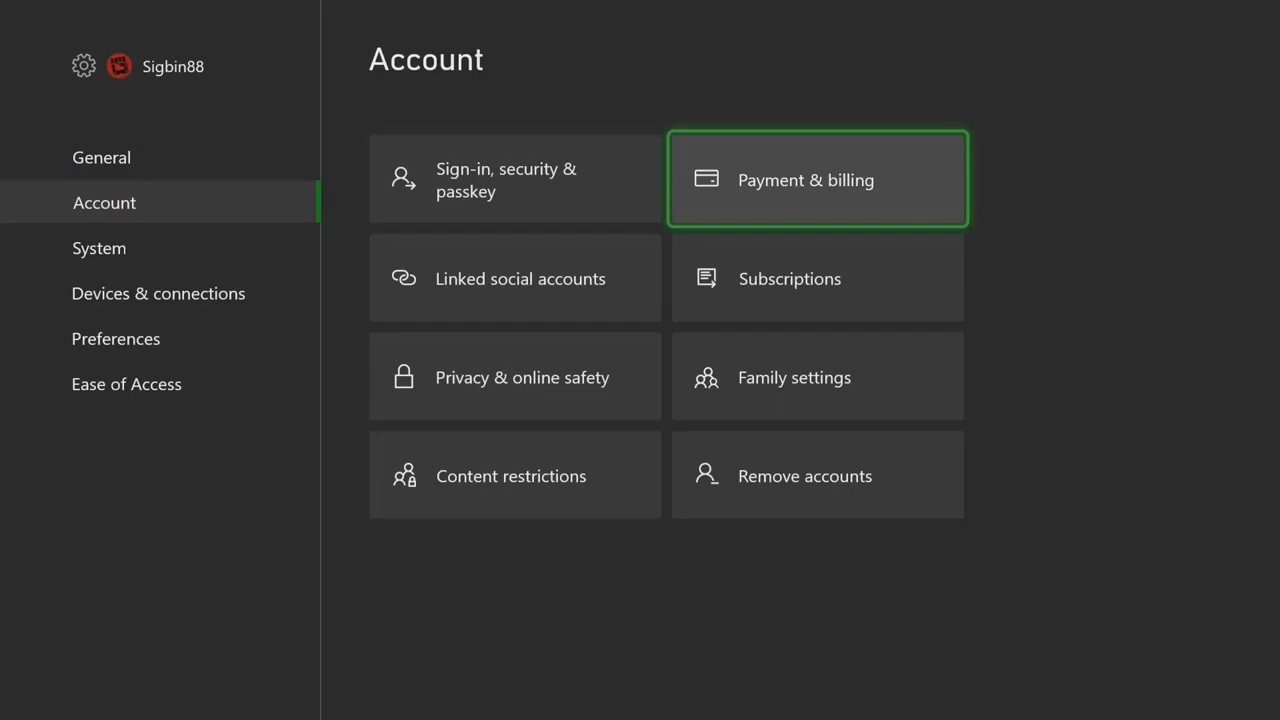 Sigbin88
General
Account
System
Devices & connections
Preferences
Ease of Access
Account
Sign-in, security &
passkey
Payment & billing
Linked social accounts
Subscriptions
Privacy & online safety
Family settings
Content restrictions
Remove accounts